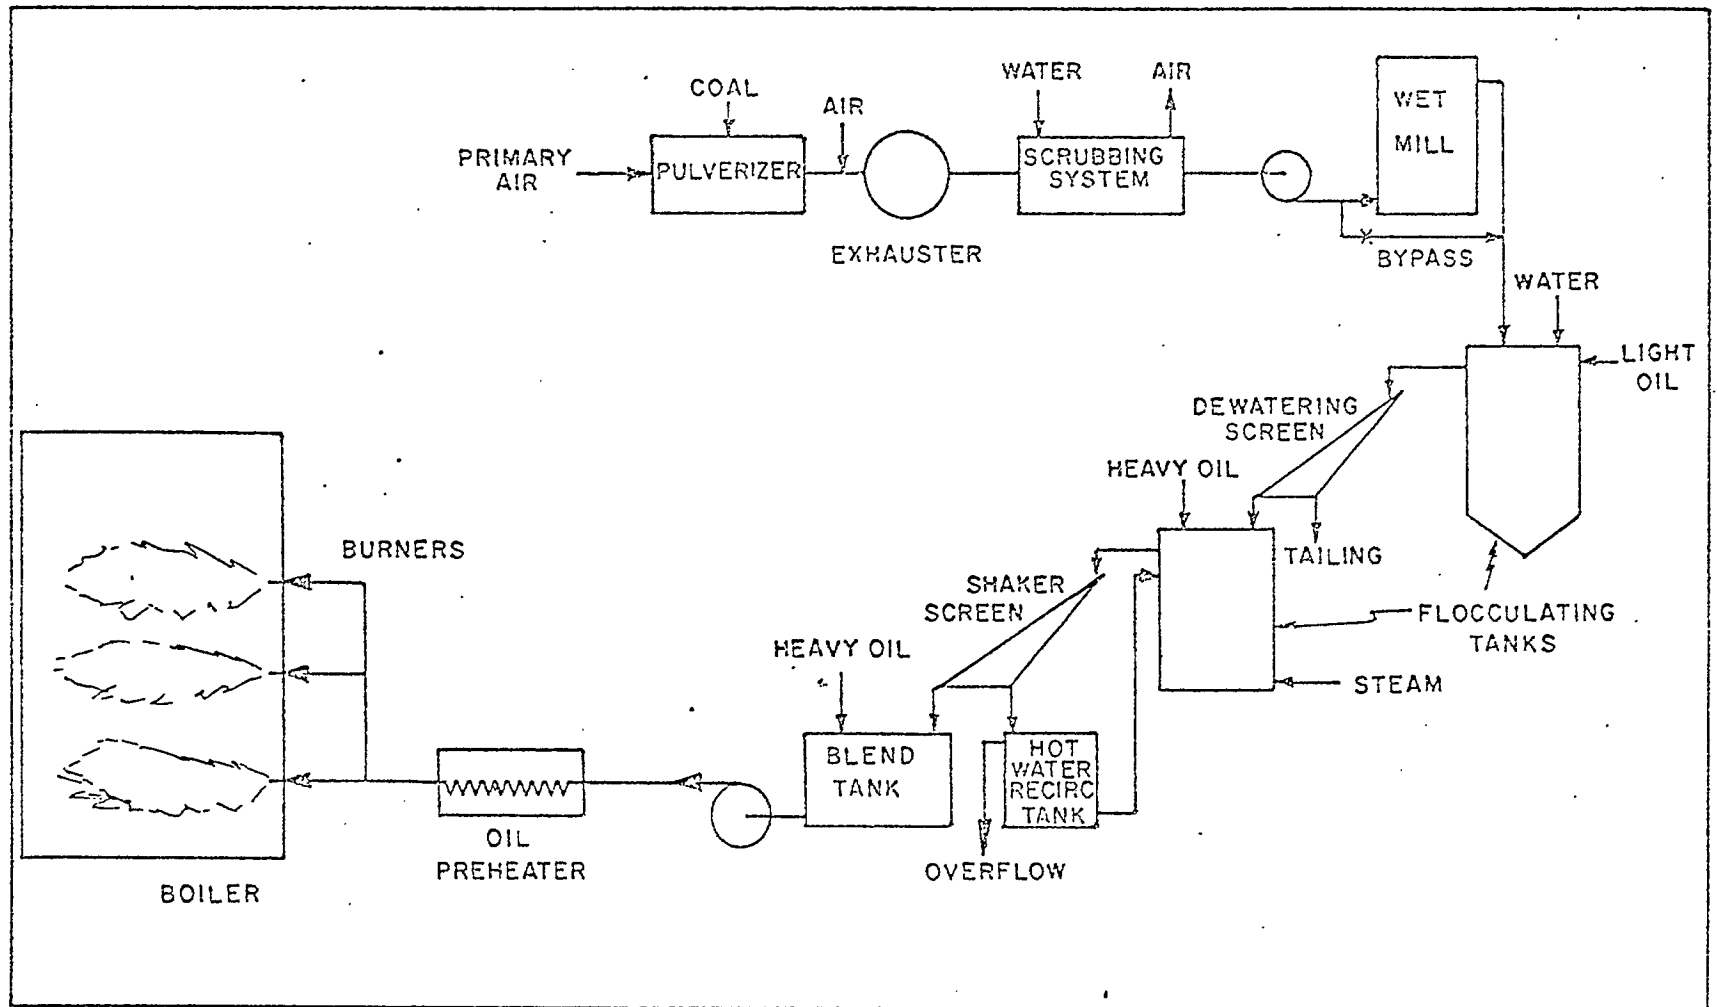 COAL
AIR
WATER
AIR
PRIMARY
AIR
PULVERIZER
EXHAUSTER
SCRUBBING
SYSTEM
WET
MILL
BYPASS
WATER
LIGHT
OIL
DEWATERING
SCREEN
HEAVY OIL
TAILING
BURNERS
SHAKER
SCREEN
FLOCCULATING
TANKS
HEAVY OIL
STEAM
BLEND
TANK
HOT
WATER
RECIRC
TANK
OIL
PREHEATER
OVERFLOW
BOILER